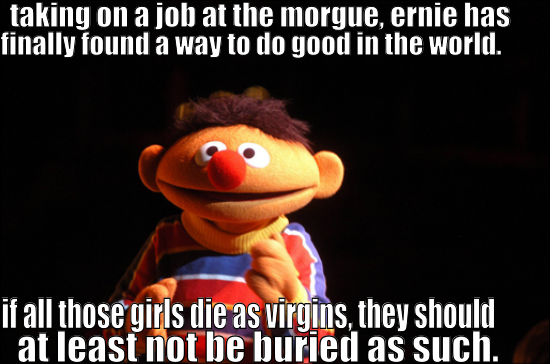 taking on a job at the morgue, ernie has
finally found a way to do good in the world.
if all those girls die as virgins, they should
at least not be buried as such.